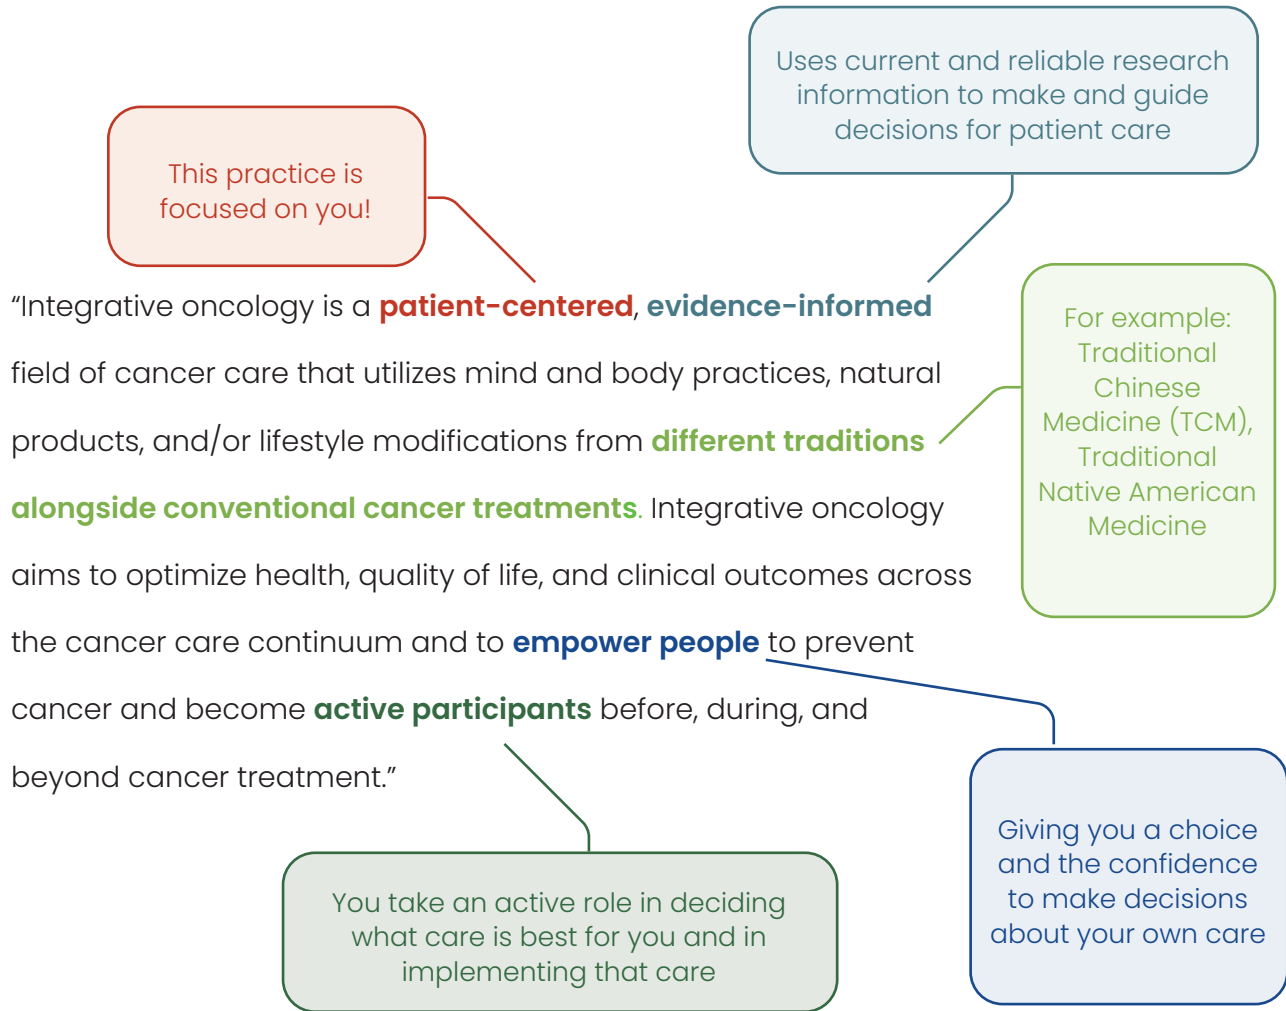 Uses current and reliable research
information to make and guide
decisions for patient care
This practice is
focused on you!
“Integrative oncology is a patient-centered, evidence-informed
field of cancer care that utilizes mind and body practices, natural
products, and/or lifestyle modifications from different traditions
alongside conventional cancer treatments. Integrative oncology
aims to optimize health, quality of life, and clinical outcomes across
the cancer care continuum and to empower people to prevent
cancer and become active participants before, during, and
beyond cancer treatment.”
For example:
Traditional
Chinese
Medicine (TCM),
Traditional
Native American
Medicine
Giving you a choice
and the confidence
to make decisions
about your own care
You take an active role in deciding
what care is best for you and in
implementing that care